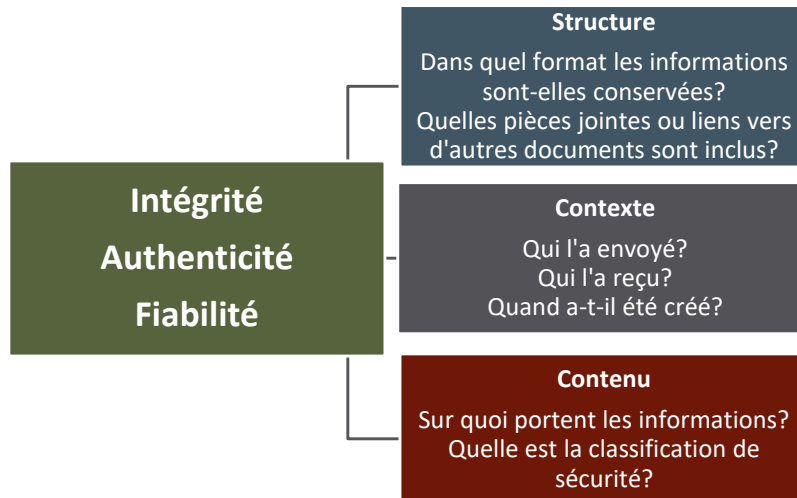 Structure
Dans quel format les informations
sont-elles conservées?
Quelles pièces jointes ou liens vers
d'autres documents sont inclus?
Intégrité
Authenticité
Fiabilité
Contexte
Qui l'a envoyé?
Qui l'a reçu?
Quand a-t-il été créé?
Contenu
Sur quoi portent les informations?
Quelle est la classification de
sécurité?